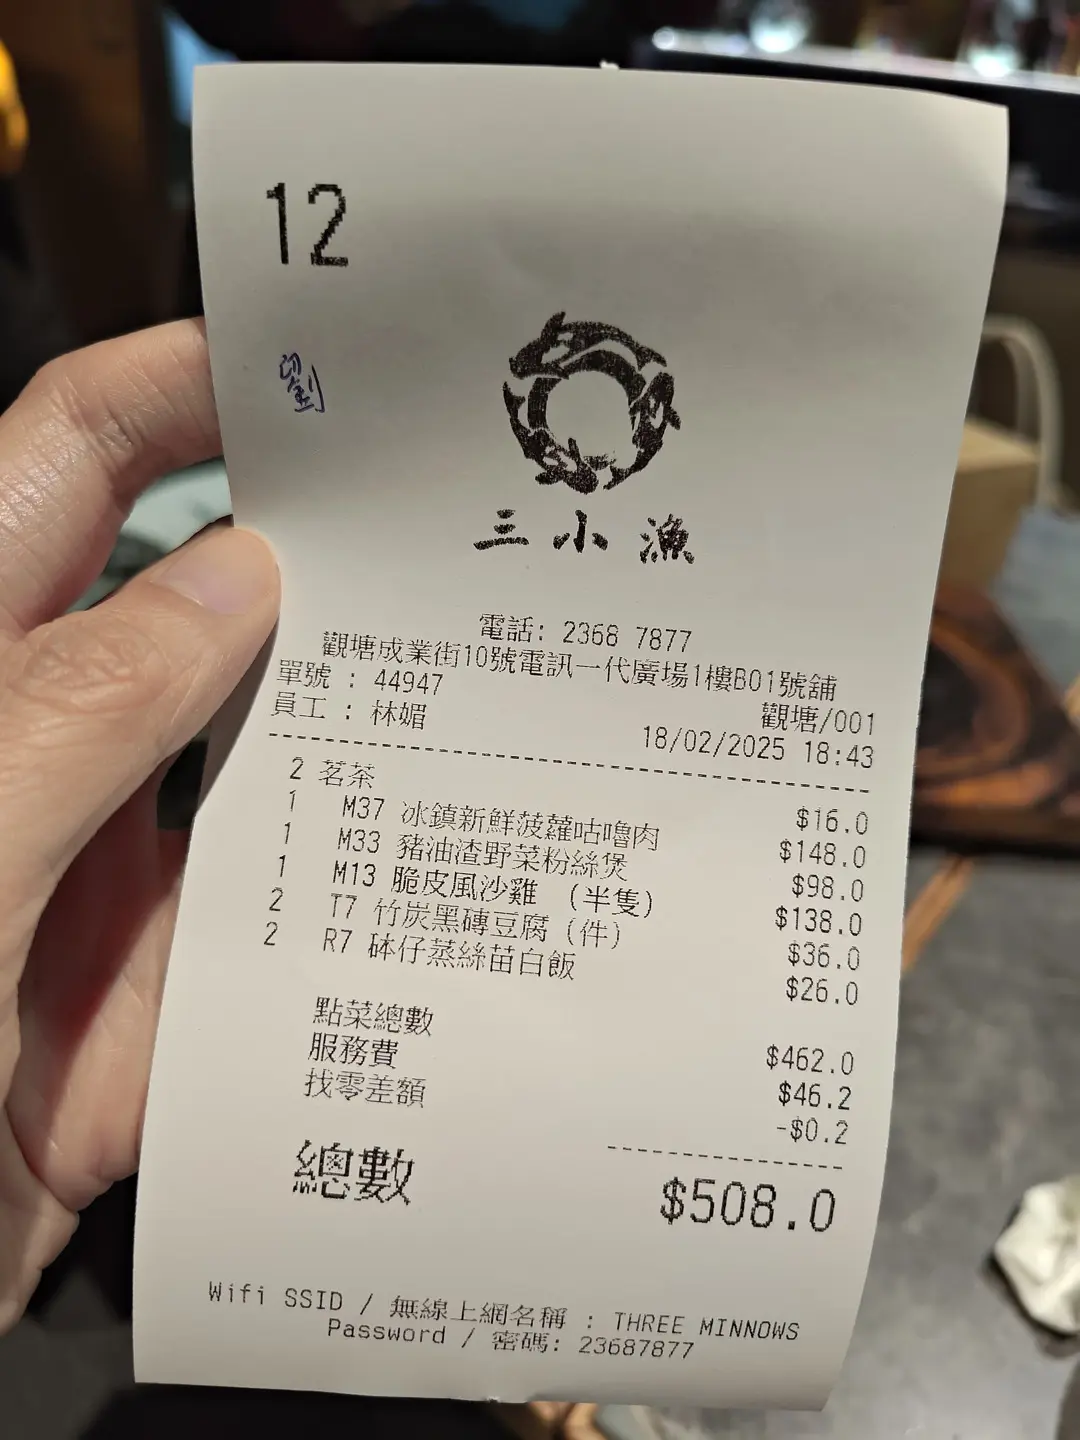 12
劉
三小漁
電話: 2368 7877
觀塘成業街10號電訊一代廣場1樓B01號舖
單號 : 44947 觀塘/001
員工 : 林媚 18/02/2025 18:43
2 茗茶 $16.0
1 M37 冰鎮新鮮菠蘿咕嚕肉 $148.0
1 M33 豬油渣野菜粉絲煲 $98.0
1 M13 脆皮風沙雞 (半隻) $138.0
2 T7 竹炭黑磚豆腐(件) $36.0
2 R7 砵仔蒸絲苗白飯 $26.0
點菜總數 $462.0
服務費 $46.2
找零差額 -$0.2
總數 $508.0
Wifi SSID / 無線上網名稱 : THREE MINNOWS
Password / 密碼: 23687877